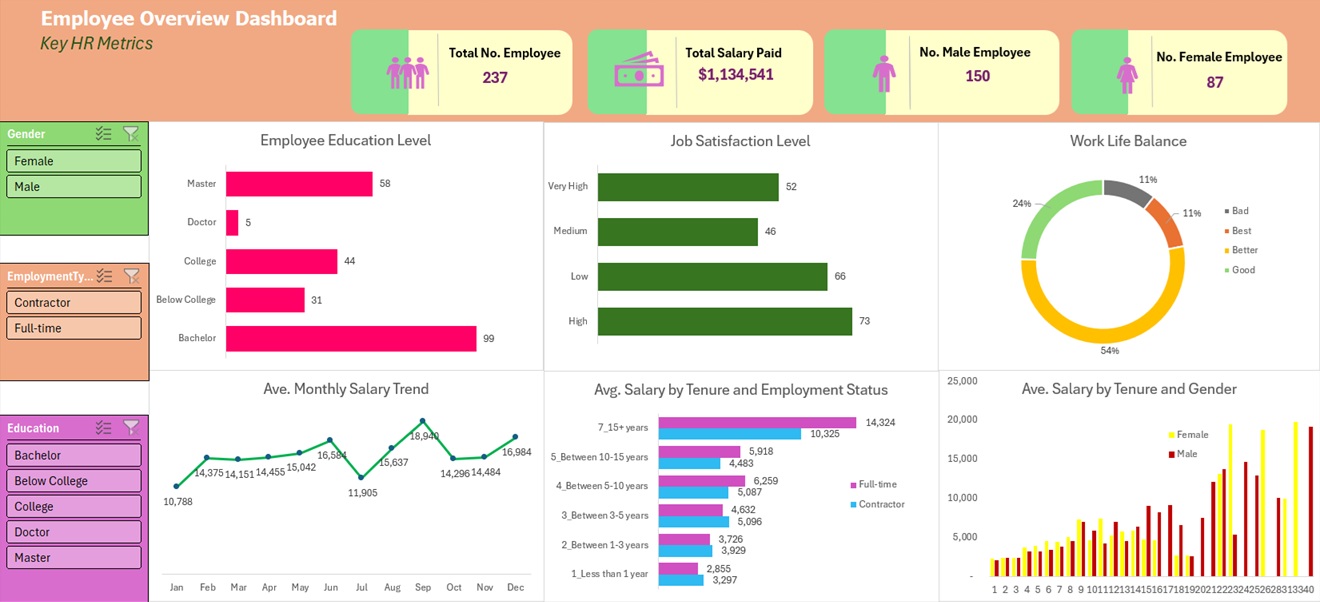 Employee Overview Dashboard
Key HR Metrics
Total No. Employee
237
Total Salary Paid
$1,134,541
No. Male Employee
150
No. Female Employee
87
Gender
Female
Male
EmploymentTy...
Contractor
Full-time
Education
Bachelor
Below College
College
Doctor
Master
Employee Education Level
Master 58
Doctor 5
College 44
Below College 31
Bachelor 99
Job Satisfaction Level
Very High 52
Medium 46
Low 66
High 73
Work Life Balance
11%
11%
54%
24%
Bad
Best
Better
Good
Ave. Monthly Salary Trend
10,788
14,375
14,151
14,455
15,042
16,584
11,905
15,637
18,940
14,296
14,484
16,984
Jan Feb Mar Apr May Jun Jul Aug Sep Oct Nov Dec
Avg. Salary by Tenure and Employment Status
7_15+ years 14,324
10,325
5_Between 10-15 years 5,918
4,483
4_Between 5-10 years 6,259
5,087
3_Between 3-5 years 4,632
5,096
2_Between 1-3 years 3,726
3,929
1_Less than 1 year 2,855
3,297
Full-time
Contractor
Ave. Salary by Tenure and Gender
25,000
20,000
15,000
10,000
5,000
-
Female
Male
1 2 3 4 5 6 7 8 9 10 11 12 13 14 15 16 17 18 19 20 21 22 23 24 25 26 28 31 33 40